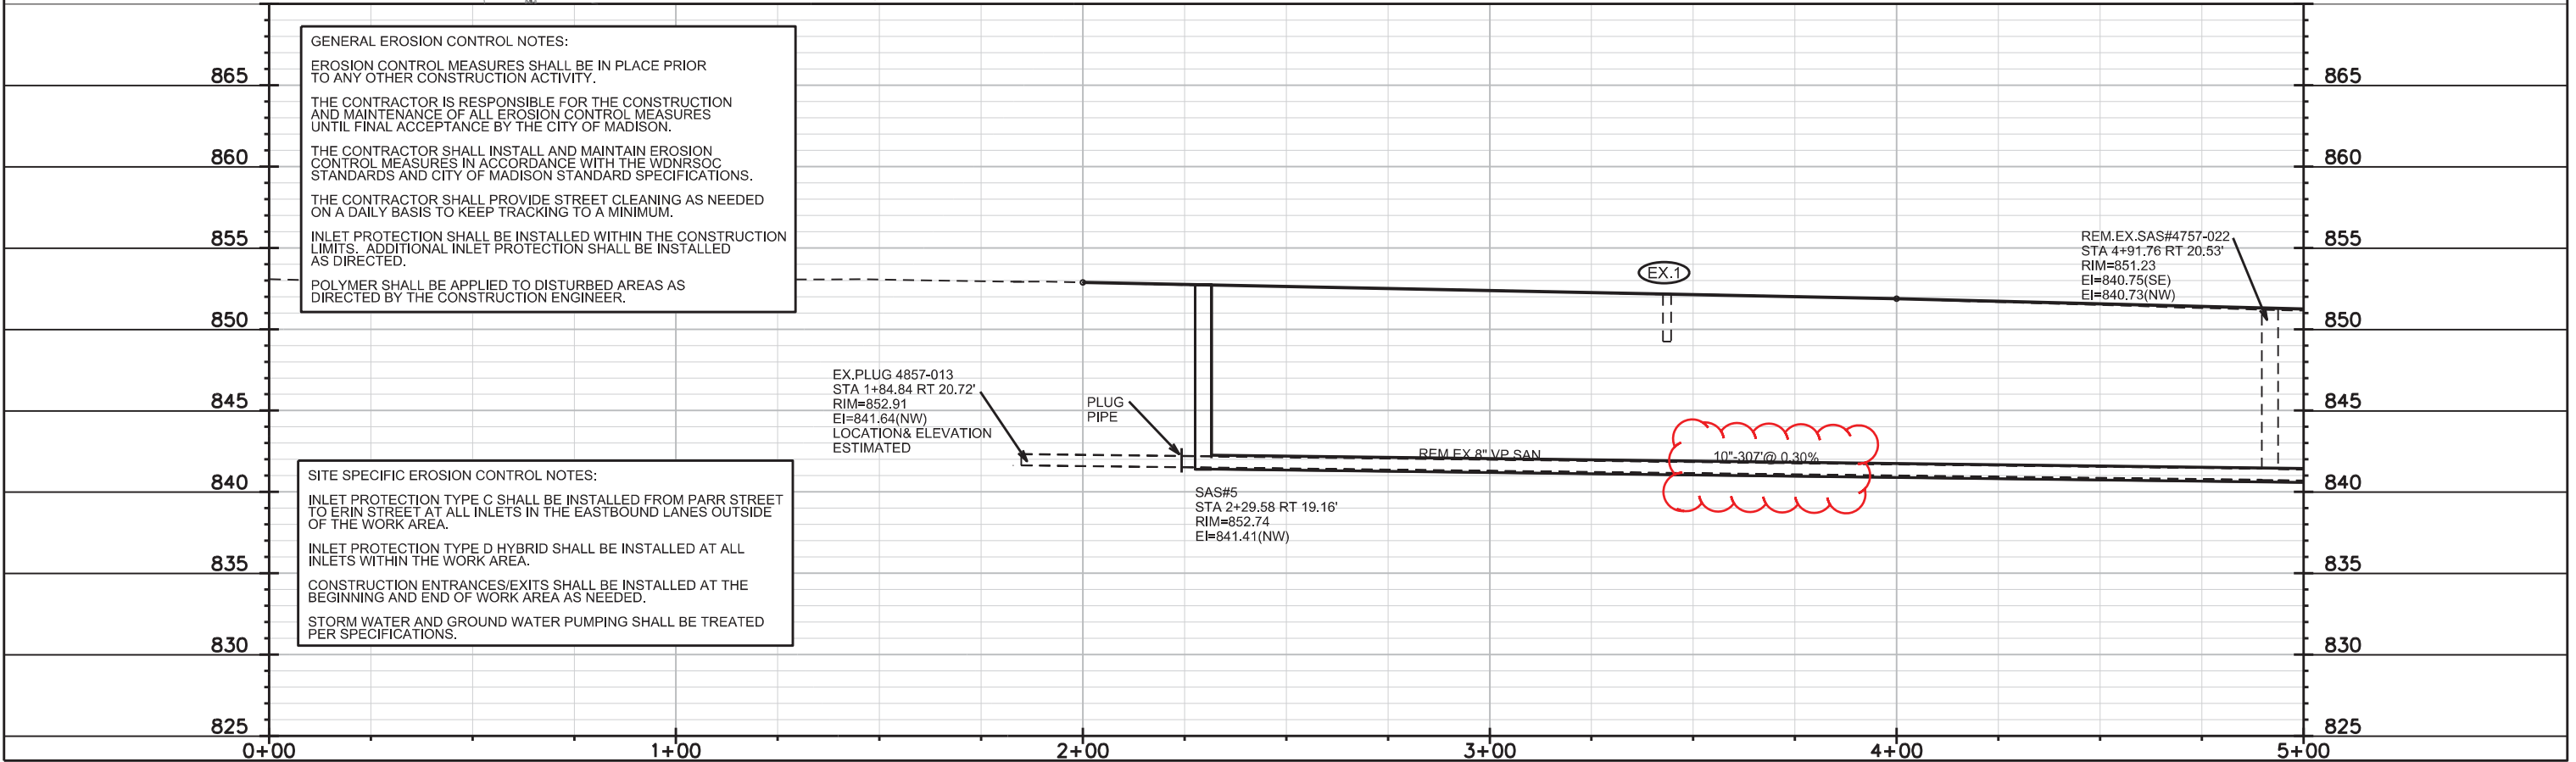 GENERAL EROSION CONTROL NOTES:
EROSION CONTROL MEASURES SHALL BE IN PLACE PRIOR
TO ANY OTHER CONSTRUCTION ACTIVITY.
THE CONTRACTOR IS RESPONSIBLE FOR THE CONSTRUCTION
AND MAINTENANCE OF ALL EROSION CONTROL MEASURES
UNTIL FINAL ACCEPTANCE BY THE CITY OF MADISON.
THE CONTRACTOR SHALL INSTALL AND MAINTAIN EROSION
CONTROL MEASURES IN ACCORDANCE WITH THE WDNRSOC
STANDARDS AND CITY OF MADISON STANDARD SPECIFICATIONS.
THE CONTRACTOR SHALL PROVIDE STREET CLEANING AS NEEDED
ON A DAILY BASIS TO KEEP TRACKING TO A MINIMUM.
INLET PROTECTION SHALL BE INSTALLED WITHIN THE CONSTRUCTION
LIMITS. ADDITIONAL INLET PROTECTION SHALL BE INSTALLED
AS DIRECTED.
POLYMER SHALL BE APPLIED TO DISTURBED AREAS AS
DIRECTED BY THE CONSTRUCTION ENGINEER.
865
860
855
850
845
840
835
830
825
EX.PLUG 4857-013
STA 1+84.84 RT 20.72'
RIM=852.91
EI=841.64(NW)
LOCATION& ELEVATION
ESTIMATED
PLUG
PIPE
EX.1
REM.EX.SAS#4757-022
STA 4+91.76 RT 20.53'
RIM=851.23
EI=840.75(SE)
EI=840.73(NW)
REM EX 8" VP SAN
10"-307'@ 0.30%
SAS#5
STA 2+29.58 RT 19.16'
RIM=852.74
EI=841.41(NW)
SITE SPECIFIC EROSION CONTROL NOTES:
INLET PROTECTION TYPE C SHALL BE INSTALLED FROM PARR STREET
TO ERIN STREET AT ALL INLETS IN THE EASTBOUND LANES OUTSIDE
OF THE WORK AREA.
INLET PROTECTION TYPE D HYBRID SHALL BE INSTALLED AT ALL
INLETS WITHIN THE WORK AREA.
CONSTRUCTION ENTRANCES/EXITS SHALL BE INSTALLED AT THE
BEGINNING AND END OF WORK AREA AS NEEDED.
STORM WATER AND GROUND WATER PUMPING SHALL BE TREATED
PER SPECIFICATIONS.
865
860
855
850
845
840
835
830
825
0+00 1+00 2+00 3+00 4+00 5+00